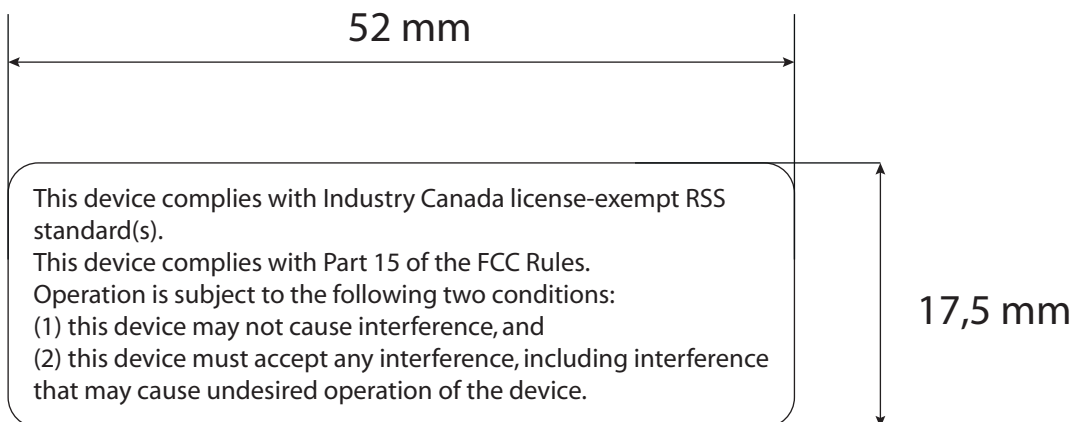 52 mm
This device complies with Industry Canada license-exempt RSS
standard(s).
This device complies with Part 15 of the FCC Rules.
Operation is subject to the following two conditions:
(1) this device may not cause interference, and
(2) this device must accept any interference, including interference
that may cause undesired operation of the device.
17,5 mm